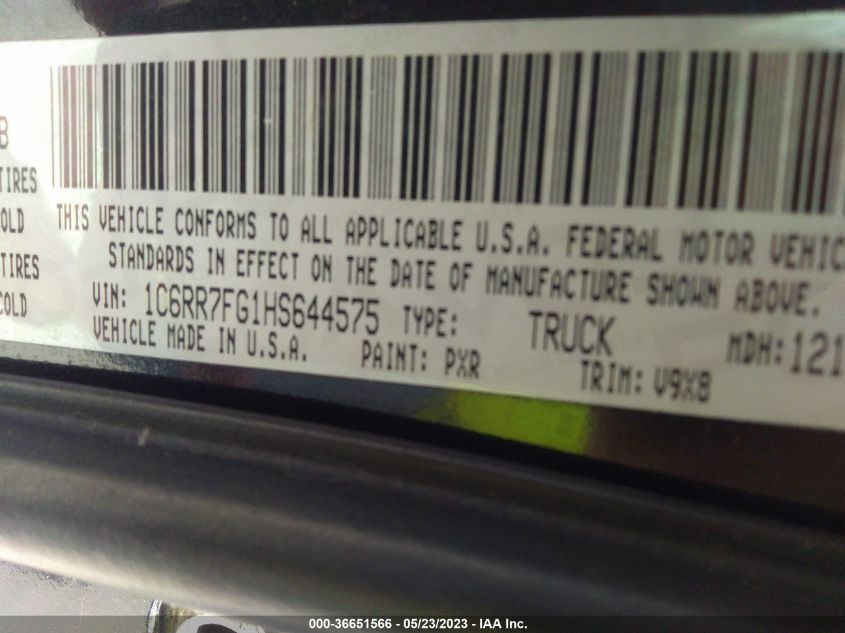 B
TIRES
COLD
TIRES
COLD
THIS VEHICLE CONFORMS TO ALL APPLICABLE U.S.A. FEDERAL MOTOR VEHIC
STANDARDS IN EFFECT ON THE DATE OF MANUFACTURE SHOWN ABOVE.
VIN: 1C6RR7FG1HS644575 TYPE: TRUCK MDH:121
VEHICLE MADE IN U.S.A. PAINT: PXR TRIM: V9X8
000-36651566 - 05/23/2023 - IAA Inc.